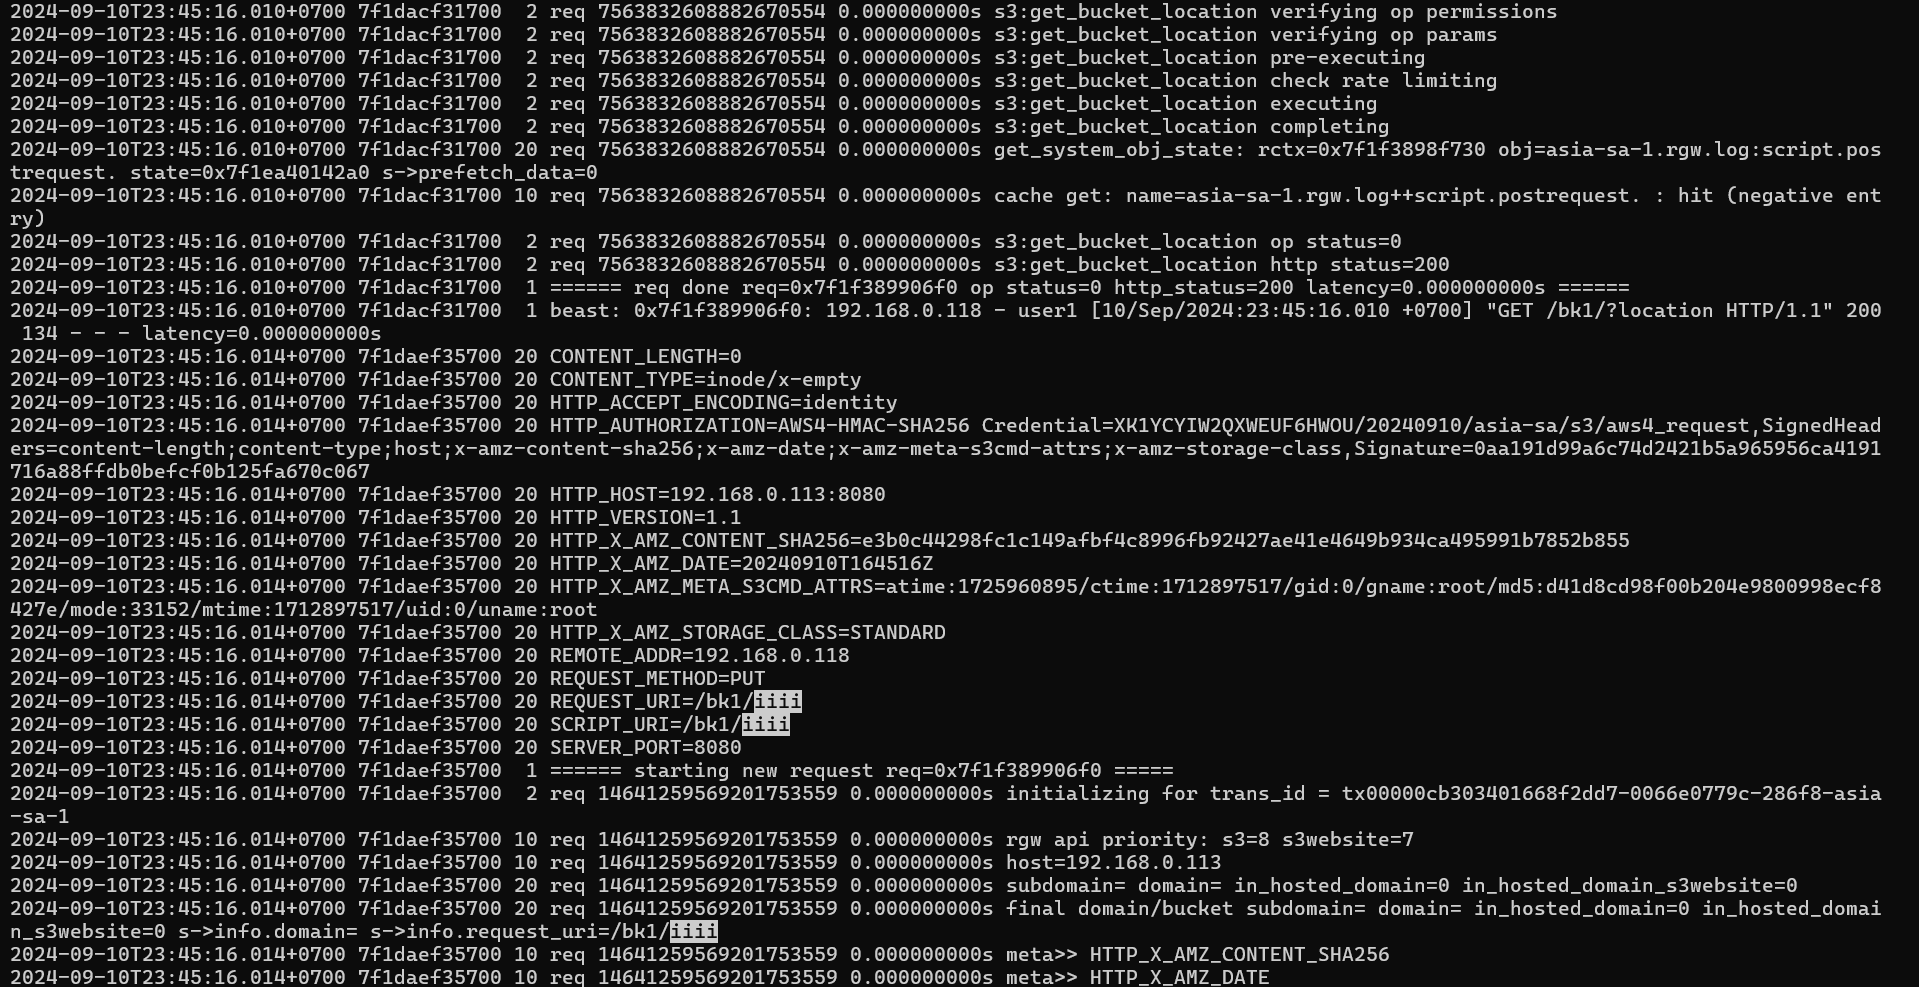 2024-09-10T23:45:16.010+0700 7f1dacf31700  2 req 7563832608882670554 0.000000000s s3:get_bucket_location verifying op permissions
2024-09-10T23:45:16.010+0700 7f1dacf31700  2 req 7563832608882670554 0.000000000s s3:get_bucket_location verifying op params
2024-09-10T23:45:16.010+0700 7f1dacf31700  2 req 7563832608882670554 0.000000000s s3:get_bucket_location pre-executing
2024-09-10T23:45:16.010+0700 7f1dacf31700  2 req 7563832608882670554 0.000000000s s3:get_bucket_location check rate limiting
2024-09-10T23:45:16.010+0700 7f1dacf31700  2 req 7563832608882670554 0.000000000s s3:get_bucket_location executing
2024-09-10T23:45:16.010+0700 7f1dacf31700  2 req 7563832608882670554 0.000000000s s3:get_bucket_location completing
2024-09-10T23:45:16.010+0700 7f1dacf31700 20 req 7563832608882670554 0.000000000s get_system_obj_state: rctx=0x7f1f3898f730 obj=asia-sa-1.rgw.log:script.pos
trequest. state=0x7f1ea40142a0 s->prefetch_data=0
2024-09-10T23:45:16.010+0700 7f1dacf31700 10 req 7563832608882670554 0.000000000s cache get: name=asia-sa-1.rgw.log++script.postrequest. : hit (negative ent
ry)
2024-09-10T23:45:16.010+0700 7f1dacf31700  2 req 7563832608882670554 0.000000000s s3:get_bucket_location op status=0
2024-09-10T23:45:16.010+0700 7f1dacf31700  2 req 7563832608882670554 0.000000000s s3:get_bucket_location http status=200
2024-09-10T23:45:16.010+0700 7f1dacf31700  1 ====== req done req=0x7f1f389906f0 op status=0 http_status=200 latency=0.000000000s ======
2024-09-10T23:45:16.010+0700 7f1dacf31700  1 beast: 0x7f1f389906f0: 192.168.0.118 - user1 [10/Sep/2024:23:45:16.010 +0700] "GET /bk1/?location HTTP/1.1" 200
 134 - - - latency=0.000000000s
2024-09-10T23:45:16.014+0700 7f1daef35700 20 CONTENT_LENGTH=0
2024-09-10T23:45:16.014+0700 7f1daef35700 20 CONTENT_TYPE=inode/x-empty
2024-09-10T23:45:16.014+0700 7f1daef35700 20 HTTP_ACCEPT_ENCODING=identity
2024-09-10T23:45:16.014+0700 7f1daef35700 20 HTTP_AUTHORIZATION=AWS4-HMAC-SHA256 Credential=XK1YCYIW2QXWEUF6HWOU/20240910/asia-sa/s3/aws4_request,SignedHead
ers=content-length;content-type;host;x-amz-content-sha256;x-amz-date;x-amz-meta-s3cmd-attrs;x-amz-storage-class,Signature=0aa191d99a6c74d2421b5a965956ca4191
716a88ffdb0befcf0b125fa670c067
2024-09-10T23:45:16.014+0700 7f1daef35700 20 HTTP_HOST=192.168.0.113:8080
2024-09-10T23:45:16.014+0700 7f1daef35700 20 HTTP_VERSION=1.1
2024-09-10T23:45:16.014+0700 7f1daef35700 20 HTTP_X_AMZ_CONTENT_SHA256=e3b0c44298fc1c149afbf4c8996fb92427ae41e4649b934ca495991b7852b855
2024-09-10T23:45:16.014+0700 7f1daef35700 20 HTTP_X_AMZ_DATE=20240910T164516Z
2024-09-10T23:45:16.014+0700 7f1daef35700 20 HTTP_X_AMZ_META_S3CMD_ATTRS=atime:1725960895/ctime:1712897517/gid:0/gname:root/md5:d41d8cd98f00b204e9800998ecf8
427e/mode:33152/mtime:1712897517/uid:0/uname:root
2024-09-10T23:45:16.014+0700 7f1daef35700 20 HTTP_X_AMZ_STORAGE_CLASS=STANDARD
2024-09-10T23:45:16.014+0700 7f1daef35700 20 REMOTE_ADDR=192.168.0.118
2024-09-10T23:45:16.014+0700 7f1daef35700 20 REQUEST_METHOD=PUT
2024-09-10T23:45:16.014+0700 7f1daef35700 20 REQUEST_URI=/bk1/iiii
2024-09-10T23:45:16.014+0700 7f1daef35700 20 SCRIPT_URI=/bk1/iiii
2024-09-10T23:45:16.014+0700 7f1daef35700 20 SERVER_PORT=8080
2024-09-10T23:45:16.014+0700 7f1daef35700  1 ====== starting new request req=0x7f1f389906f0 =====
2024-09-10T23:45:16.014+0700 7f1daef35700  2 req 14641259569201753559 0.000000000s initializing for trans_id = tx00000cb303401668f2dd7-0066e0779c-286f8-asia
-sa-1
2024-09-10T23:45:16.014+0700 7f1daef35700 10 req 14641259569201753559 0.000000000s rgw api priority: s3=8 s3website=7
2024-09-10T23:45:16.014+0700 7f1daef35700 10 req 14641259569201753559 0.000000000s host=192.168.0.113
2024-09-10T23:45:16.014+0700 7f1daef35700 20 req 14641259569201753559 0.000000000s subdomain= domain= in_hosted_domain=0 in_hosted_domain_s3website=0
2024-09-10T23:45:16.014+0700 7f1daef35700 20 req 14641259569201753559 0.000000000s final domain/bucket subdomain= domain= in_hosted_domain=0 in_hosted_domai
n_s3website=0 s->info.domain= s->info.request_uri=/bk1/iiii
2024-09-10T23:45:16.014+0700 7f1daef35700 10 req 14641259569201753559 0.000000000s meta>> HTTP_X_AMZ_CONTENT_SHA256
2024-09-10T23:45:16.014+0700 7f1daef35700 10 req 14641259569201753559 0.000000000s meta>> HTTP_X_AMZ_DATE